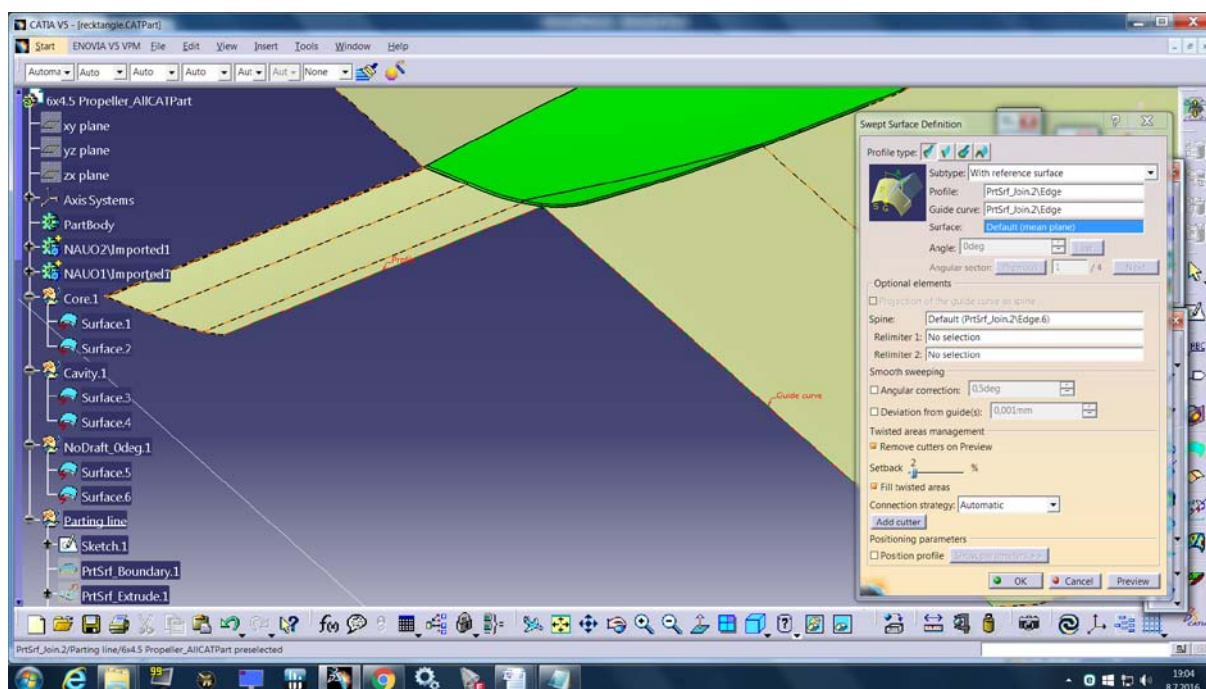 CATIA V5 - [recktangle.CATPart]
Start ENOVIA V5 VPM File Edit View Insert Tools Window Help
Automa Auto Auto Auto Aut Aut None
6x4.5 Propeller_AllCATPart
xy plane
yz plane
zx plane
Axis Systems
PartBody
NAUO2\Imported1
NAUO1\Imported1
Core.1
Surface.1
Surface.2
Cavity.1
Surface.3
Surface.4
NoDraft_0deg.1
Surface.5
Surface.6
Parting line
Sketch.1
PrtSrf_Boundary.1
PrtSrf_Extrude.1
Profile
Guide curve
Swept Surface Definition
Profile type:
Subtype: With reference surface
Profile: PrtSrf_Join.2\Edge
Guide curve: PrtSrf_Join.2\Edge
Surface: Default (mean plane)
Angle: 0deg
Angular sector: Previous 1 / 4 Next
Optional elements
Projection of the guide curve as spine
Spine: Default (PrtSrf_Join.2\Edge.6)
Relimiter 1: No selection
Relimiter 2: No selection
Smooth sweeping
Angular correction: 0,5deg
Deviation from guide(s): 0,001mm
Twisted areas management
Remove cutters on Preview
Setback 2 %
Fill twisted areas
Connection strategy: Automatic
Add cutter
Positioning parameters
Position profile Show parameters >>
OK Cancel Preview
PrtSrf_Join.2/Parting line/6x4.5 Propeller_AllCATPart preselected
99
19:04
8.7.2016